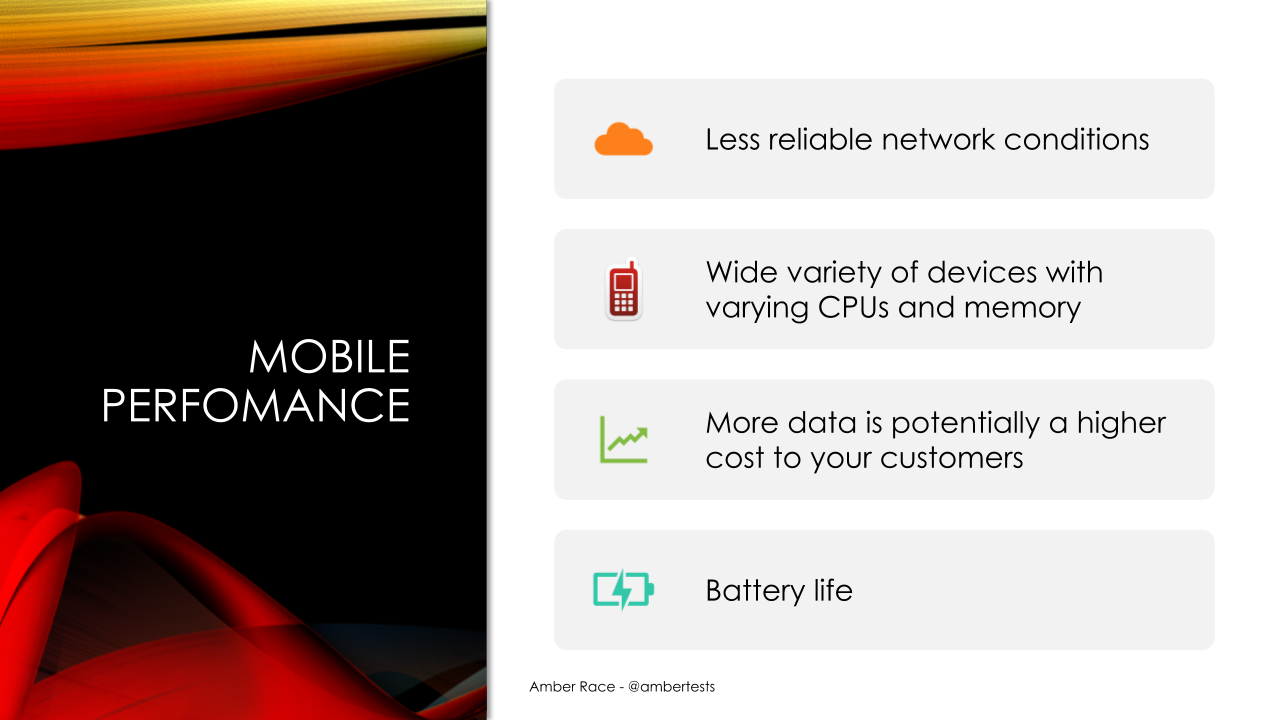 MOBILE
PERFOMANCE
Less reliable network conditions
Wide variety of devices with
varying CPUs and memory
More data is potentially a higher
cost to your customers
Battery life
Amber Race - @ambertests